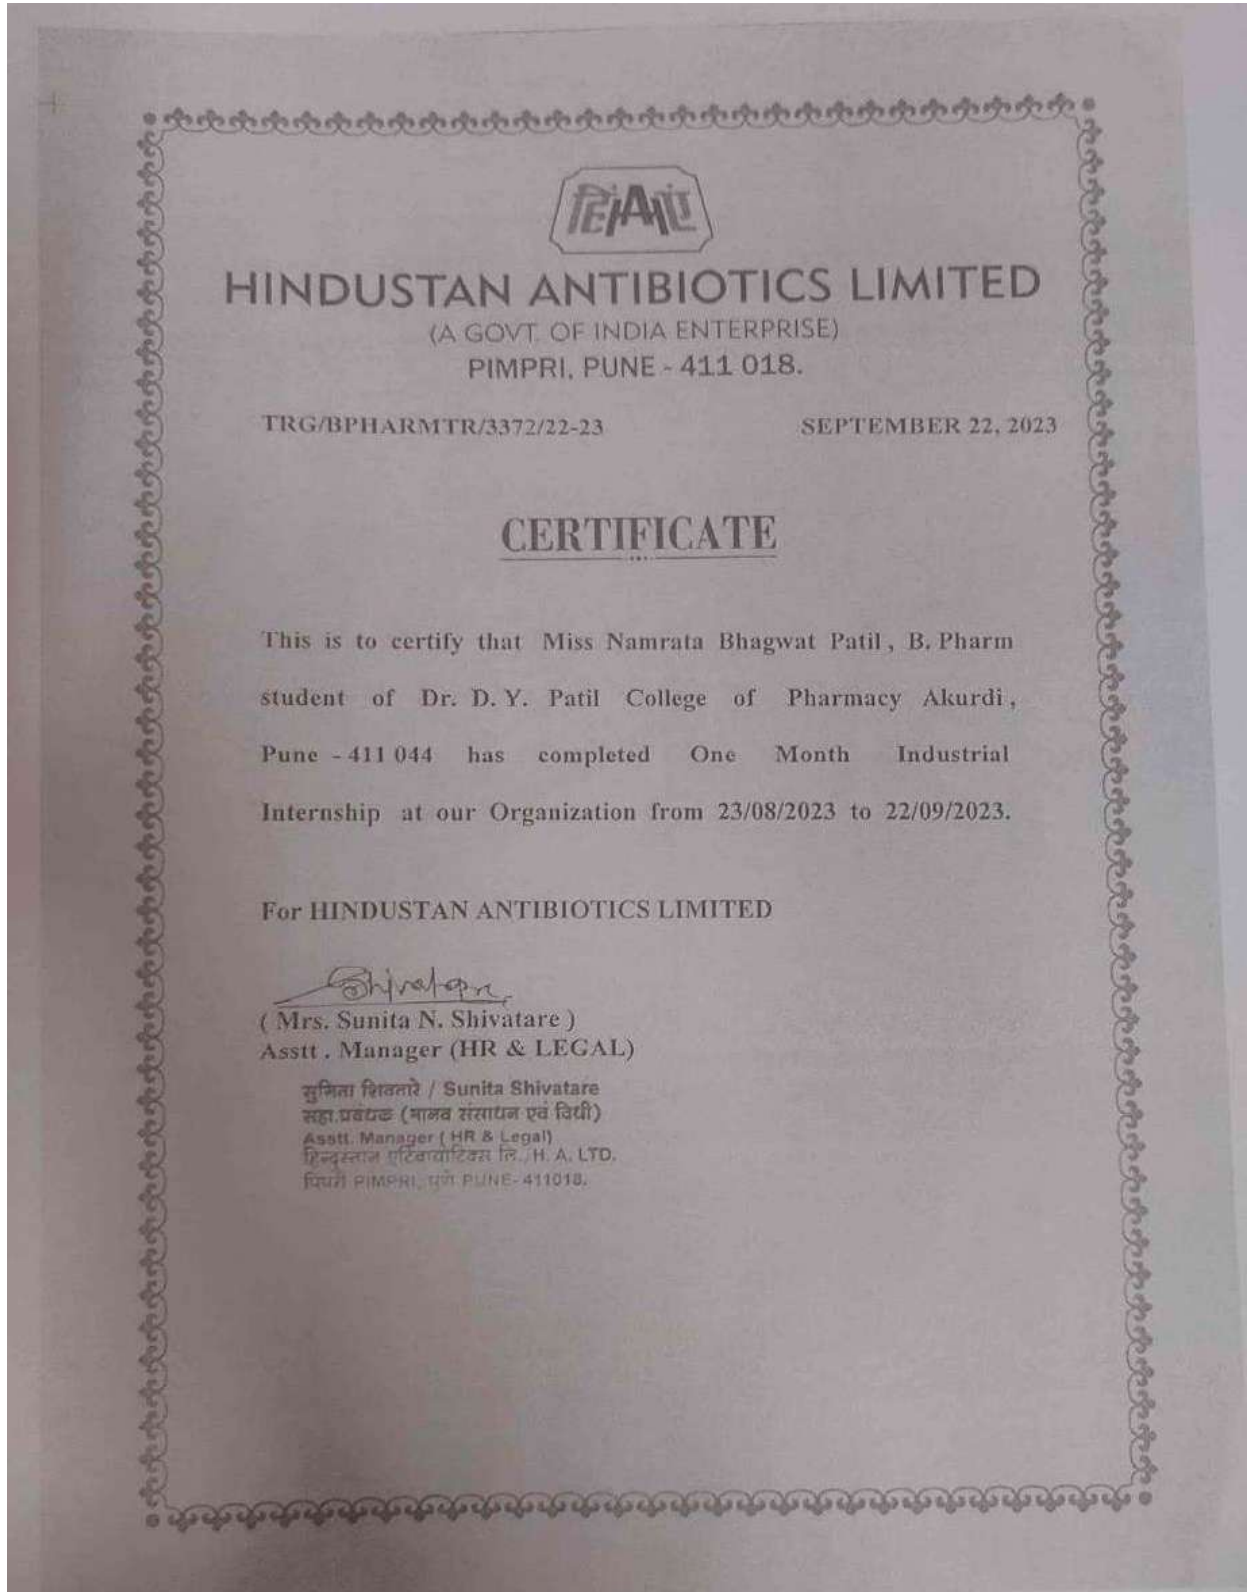 हिंAएं
HINDUSTAN ANTIBIOTICS LIMITED
(A GOVT. OF INDIA ENTERPRISE)
PIMPRI, PUNE - 411 018.
TRG/BPHARMTR/3372/22-23 SEPTEMBER 22, 2023
CERTIFICATE
This is to certify that Miss Namrata Bhagwat Patil , B. Pharm
student of Dr. D. Y. Patil College of Pharmacy Akurdi ,
Pune - 411 044 has completed One Month Industrial
Internship at our Organization from 23/08/2023 to 22/09/2023.
For HINDUSTAN ANTIBIOTICS LIMITED
Shivatare
( Mrs. Sunita N. Shivatare )
Asstt . Manager (HR & LEGAL)
सुनिता शिवतारे / Sunita Shivatare
सहा.प्रबंधक (मानव संसाधन एवं विधी)
Asstt. Manager ( HR & Legal)
हिन्दुस्तान एंटिबायोटिक्स लि., H. A. LTD.
पिंपरी PIMPRI, पुणे PUNE- 411018.